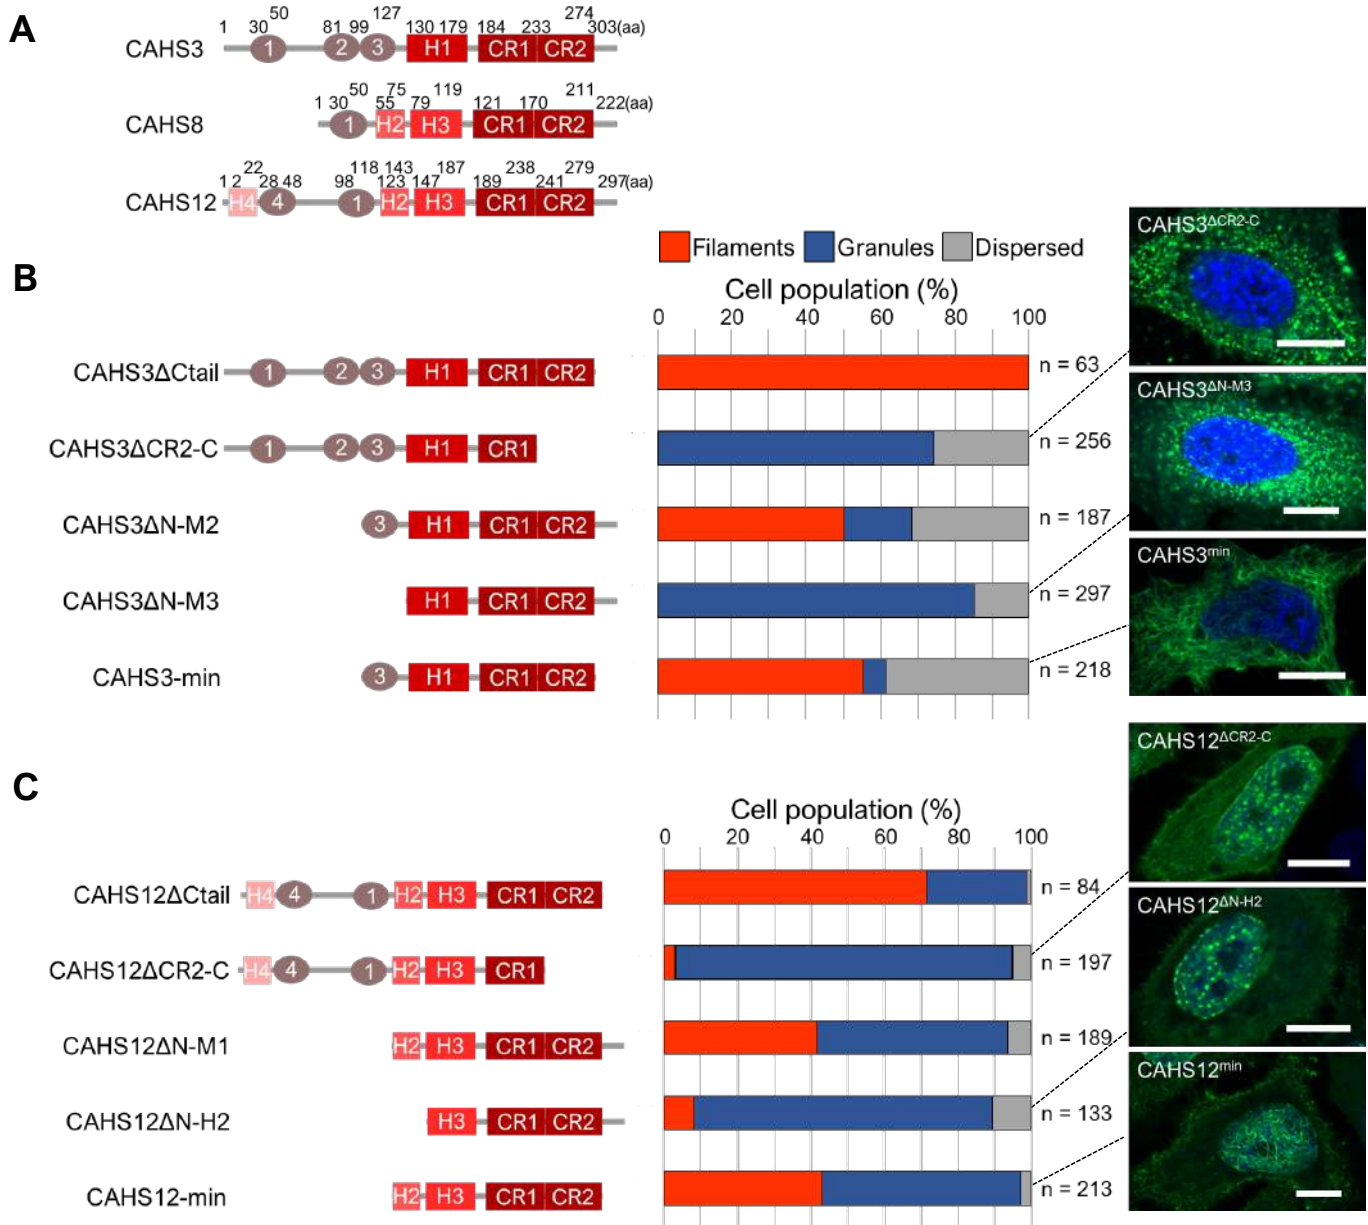 A
50 127 274
1 30 81 99 130 179 184 233 303(aa)
CAHS3 1 2 3 H1 CR1 CR2
50 75 119 211
1 30 55 79 121 170 222(aa)
CAHS8 1 H2 H3 CR1 CR2
22 118 143 187 238 279
1 2 28 48 98 123 147 189 241 297(aa)
CAHS12 H4 4 1 H2 H3 CR1 CR2
Filaments Granules Dispersed
B
Cell population (%)
0 20 40 60 80 100
CAHS3ΔCtail 1 2 3 H1 CR1 CR2 n = 63
CAHS3ΔCR2-C 1 2 3 H1 CR1 n = 256
CAHS3ΔN-M2 3 H1 CR1 CR2 n = 187
CAHS3ΔN-M3 H1 CR1 CR2 n = 297
CAHS3-min 3 H1 CR1 CR2 n = 218
CAHS3ΔCR2-C
CAHS3ΔN-M3
CAHS3min
C
Cell population (%)
0 20 40 60 80 100
CAHS12ΔCtail H4 4 1 H2 H3 CR1 CR2 n = 84
CAHS12ΔCR2-C H4 4 1 H2 H3 CR1 n = 197
CAHS12ΔN-M1 H2 H3 CR1 CR2 n = 189
CAHS12ΔN-H2 H3 CR1 CR2 n = 133
CAHS12-min H2 H3 CR1 CR2 n = 213
CAHS12ΔCR2-C
CAHS12ΔN-H2
CAHS12min